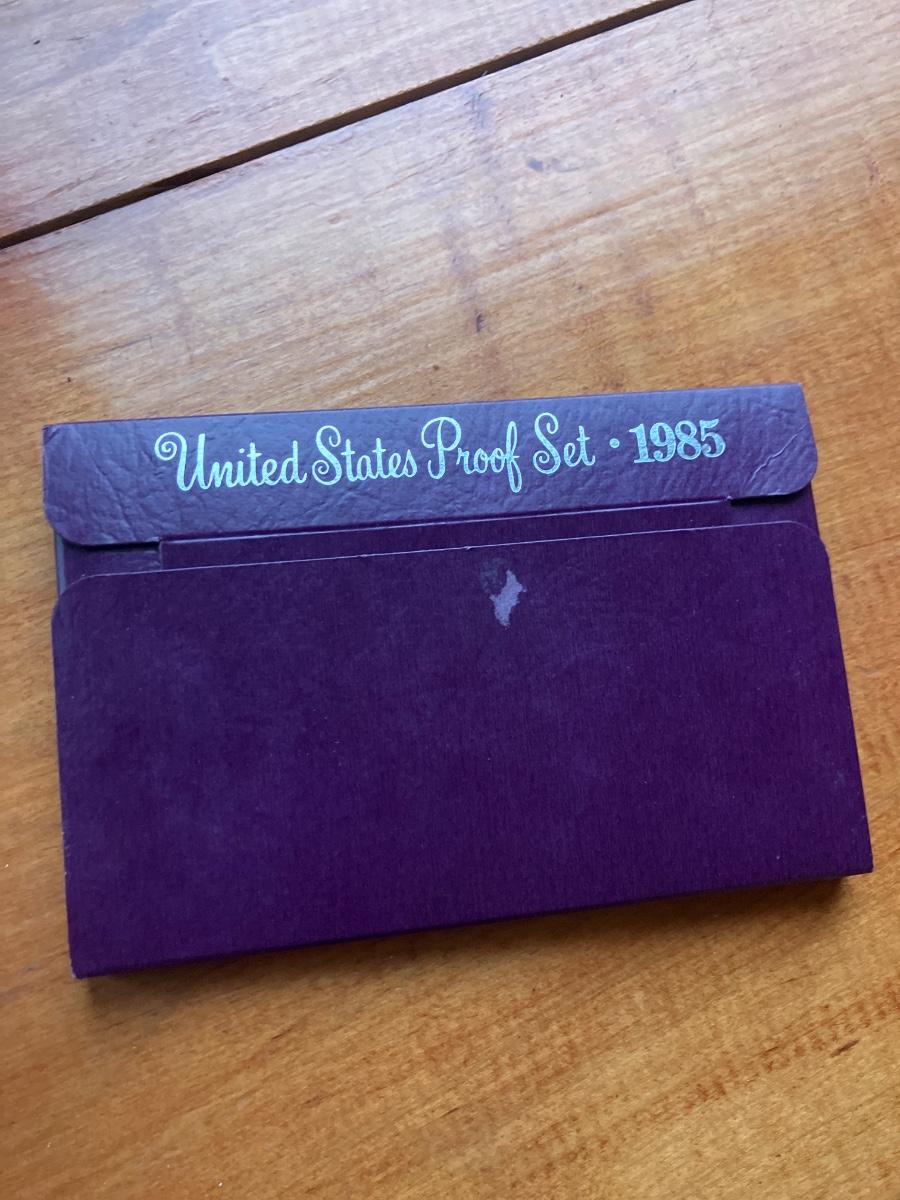 United States Proof Set · 1985